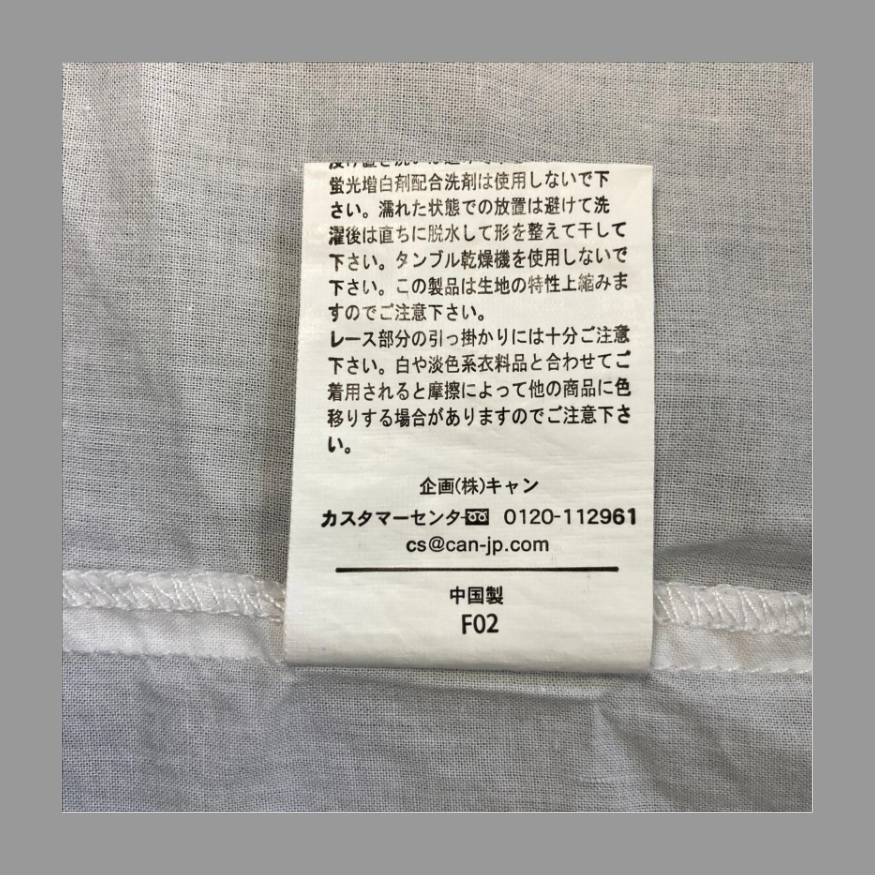 蛍光増白剤配合洗剤は使用しないで下
さい。濡れた状態での放置は避けて洗
濯後は直ちに脱水して形を整えて干して
下さい。タンブル乾燥機を使用しないで
下さい。この製品は生地の特性上縮みま
すのでご注意下さい。
レース部分の引っ掛かりには十分ご注意
下さい。白や淡色系衣料品と合わせてご
着用されると摩擦によって他の商品に色
移りする場合がありますのでご注意下さ
い。
企画(株)キャン
カスタマーセンター 0120-112961
cs@can-jp.com
中国製
F02